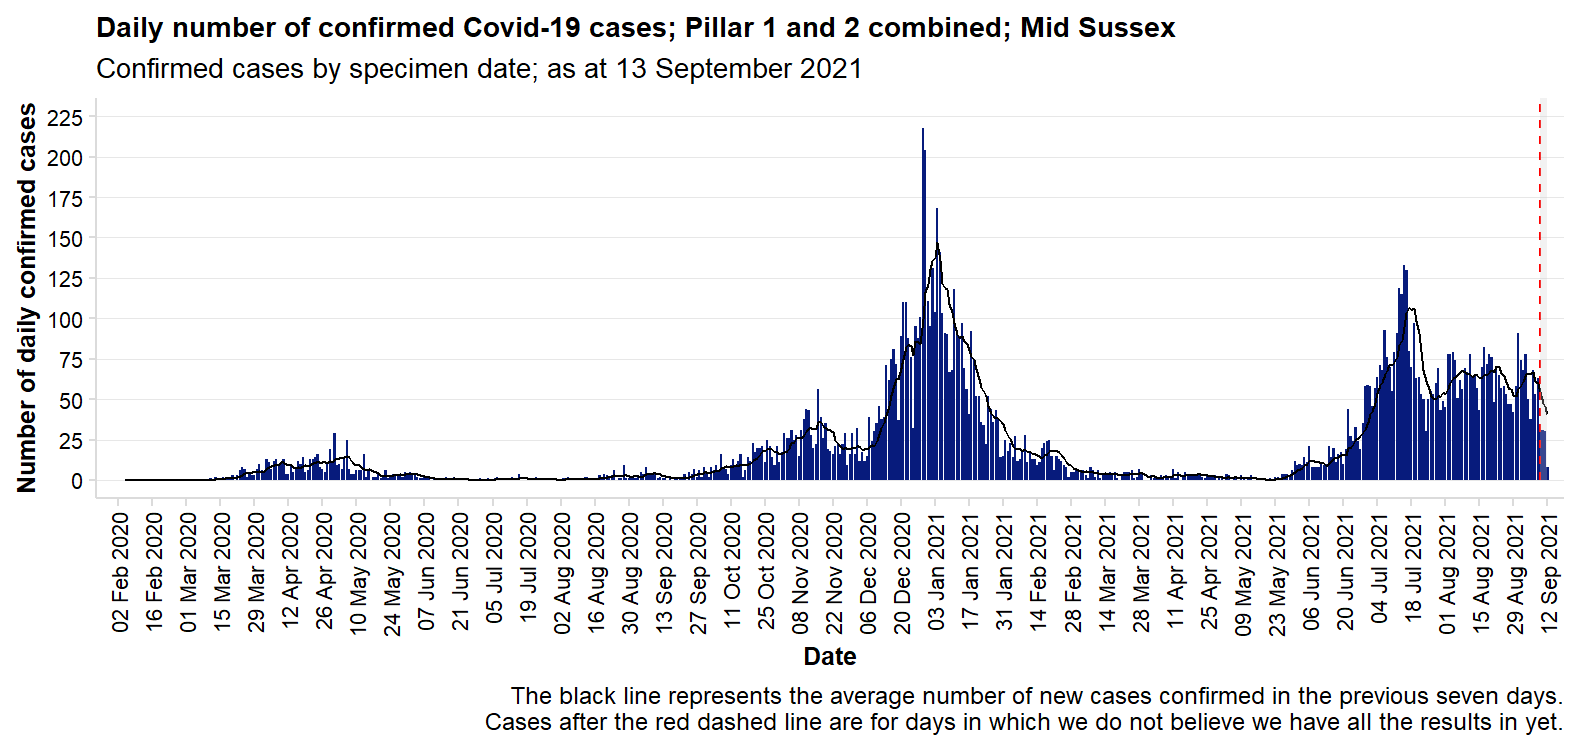 Daily number of confirmed Covid-19 cases; Pillar 1 and 2 combined; Mid Sussex
Confirmed cases by specimen date; as at 13 September 2021
Number of daily confirmed cases
225
200
175
150
125
100
75
50
25
0
02 Feb 2020
16 Feb 2020
01 Mar 2020
15 Mar 2020
29 Mar 2020
12 Apr 2020
26 Apr 2020
10 May 2020
24 May 2020
07 Jun 2020
21 Jun 2020
05 Jul 2020
19 Jul 2020
02 Aug 2020
16 Aug 2020
30 Aug 2020
13 Sep 2020
27 Sep 2020
11 Oct 2020
25 Oct 2020
08 Nov 2020
22 Nov 2020
06 Dec 2020
20 Dec 2020
03 Jan 2021
17 Jan 2021
31 Jan 2021
14 Feb 2021
28 Feb 2021
14 Mar 2021
28 Mar 2021
11 Apr 2021
25 Apr 2021
09 May 2021
23 May 2021
06 Jun 2021
20 Jun 2021
04 Jul 2021
18 Jul 2021
01 Aug 2021
15 Aug 2021
29 Aug 2021
12 Sep 2021
Date
The black line represents the average number of new cases confirmed in the previous seven days.
Cases after the red dashed line are for days in which we do not believe we have all the results in yet.